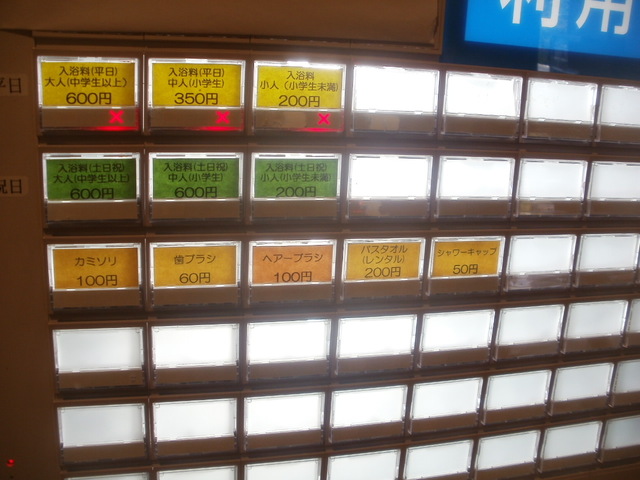 利用
平日
入浴料(平日)
大人(中学生以上)
600円
入浴料(平日)
中人(小学生)
350円
入浴料
小人(小学生未満)
200円
祝日
入浴料(土日祝)
大人(中学生以上)
600円
入浴料(土日祝)
中人(小学生)
600円
入浴料(土日祝)
小人(小学生未満)
200円
カミソリ
100円
歯ブラシ
60円
ヘアーブラシ
100円
バスタオル
(レンタル)
200円
シャワーキャップ
50円